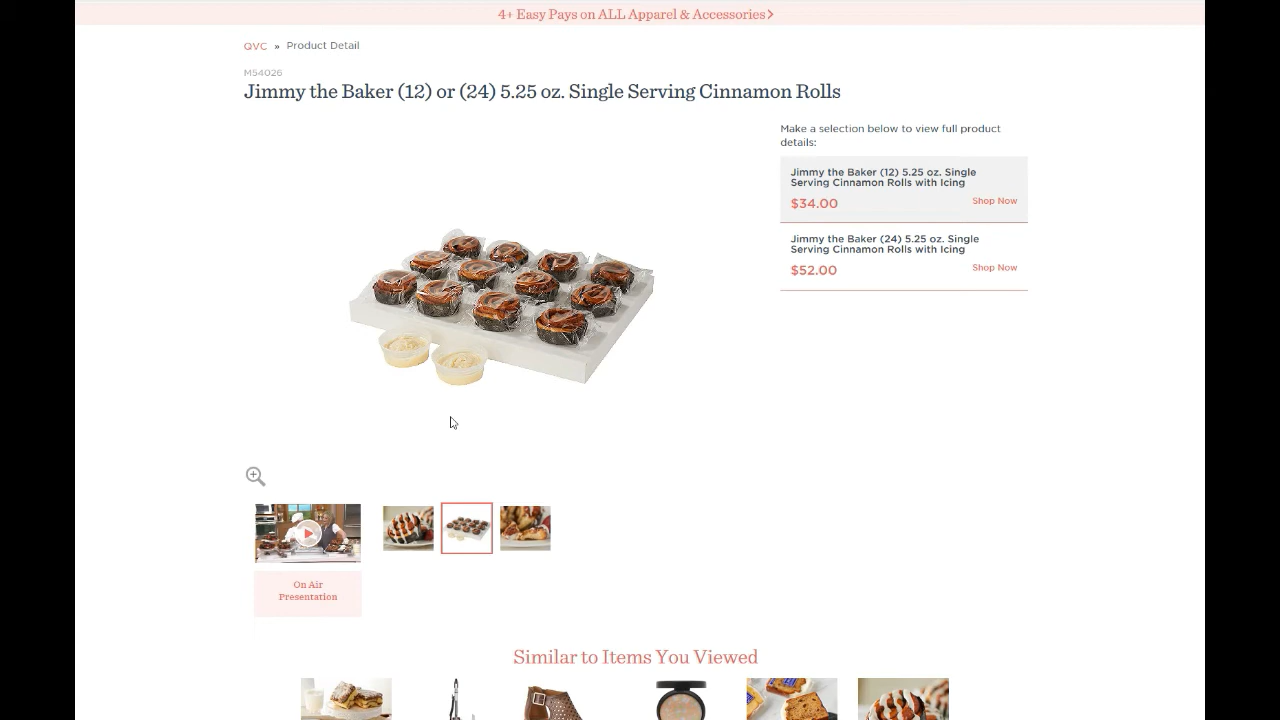 4+ Easy Pays on ALL Apparel & Accessories
QVC » Product Detail
M54026
Jimmy the Baker (12) or (24) 5.25 oz. Single Serving Cinnamon Rolls
Make a selection below to view full product
details:
Jimmy the Baker (12) 5.25 oz. Single
Serving Cinnamon Rolls with Icing
$34.00 Shop Now
Jimmy the Baker (24) 5.25 oz. Single
Serving Cinnamon Rolls with Icing
$52.00 Shop Now
On Air
Presentation
Similar to Items You Viewed